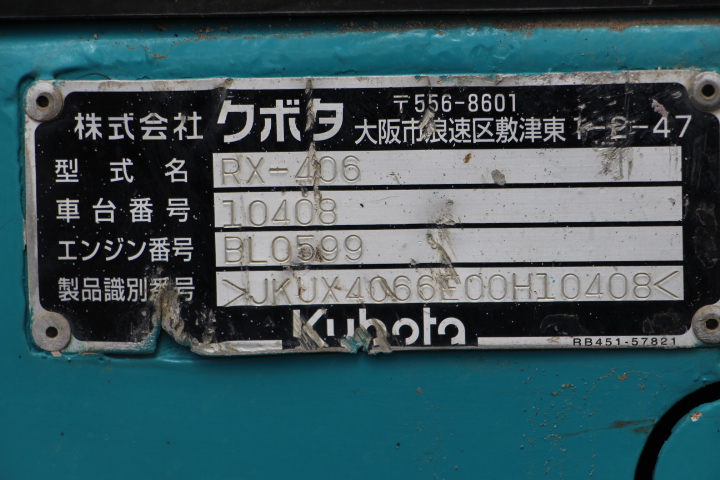 株式会社 クボタ 〒556-8601
大阪市浪速区敷津東1-2-47
型式名 RX-406
車台番号 10408
エンジン番号 BL0599
製品識別番号 >JKUX4066E00H10408<
Kubota
RB451-57821